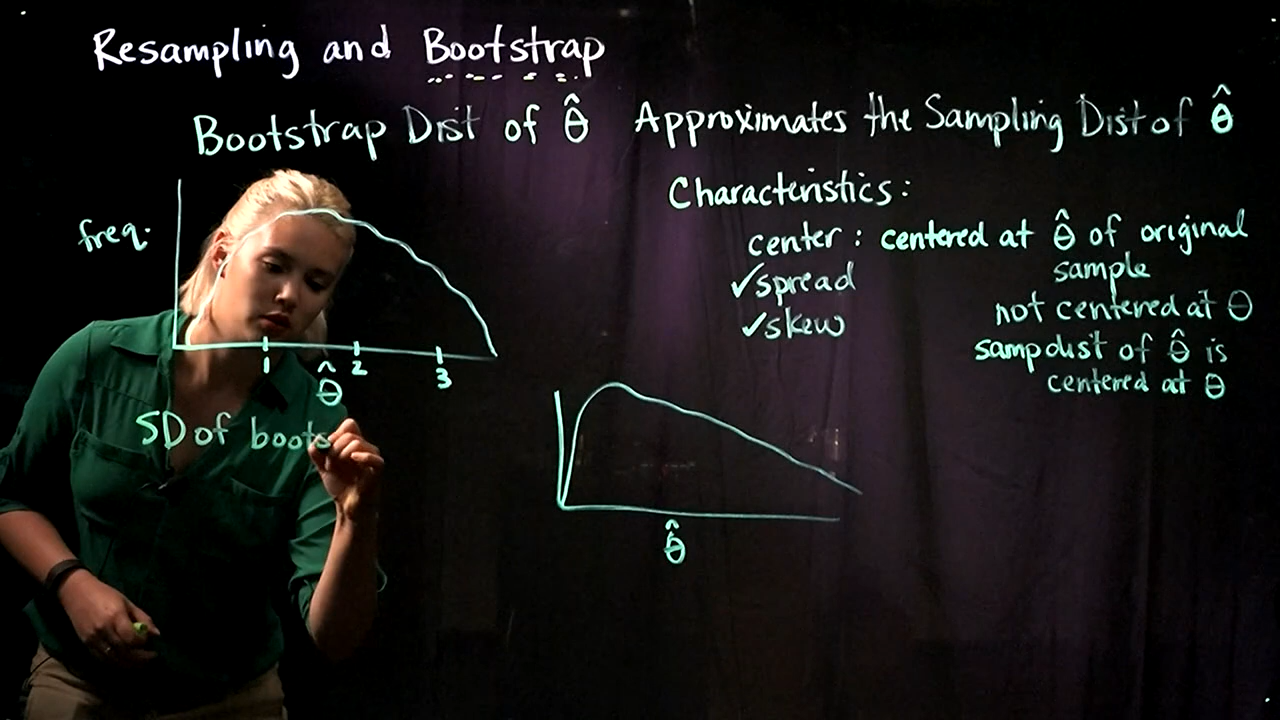 Resampling and Bootstrap
Bootstrap Dist of θ̂ Approximates the Sampling Dist of θ̂
Characteristics:
center: centered at θ̂ of original
sample
✓spread
not centered at θ
✓skew
samp dist of θ̂ is
centered at θ
freq.
1 2 3
θ̂
SD of boots
θ̂